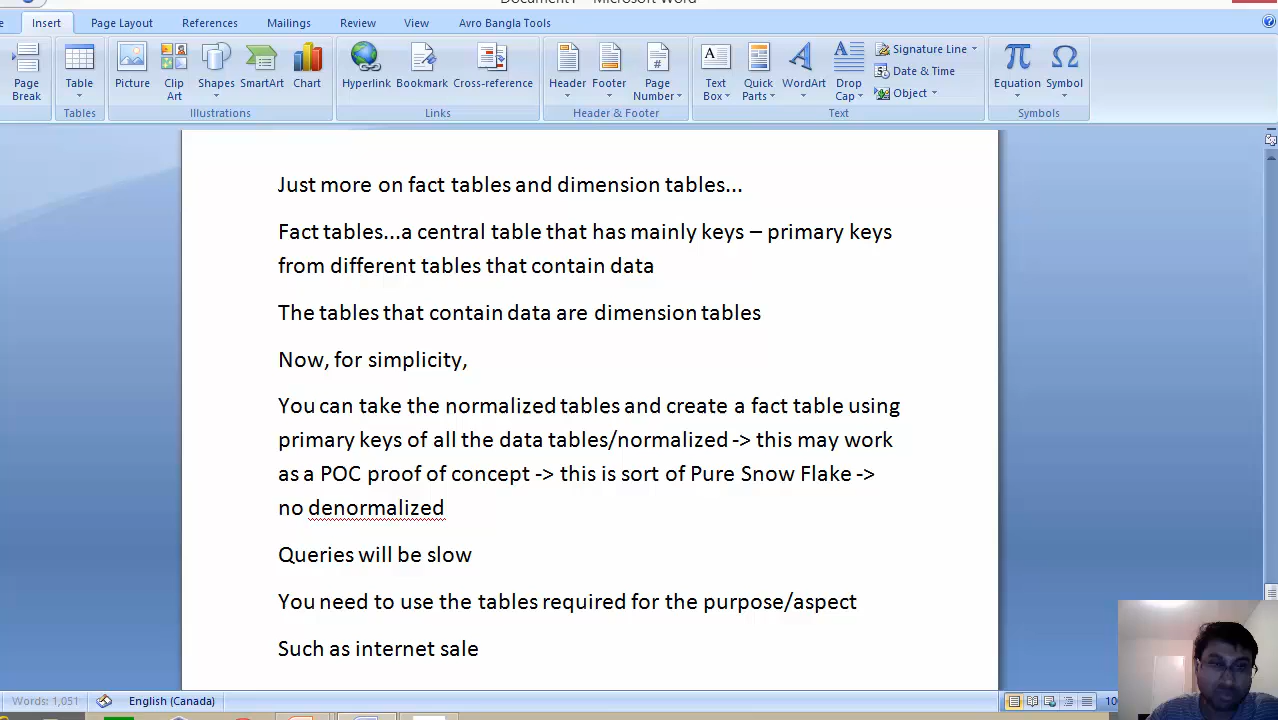 Insert Page Layout References Mailings Review View Avro Bangla Tools
Page Break
Table
Picture
Clip Art
Shapes
SmartArt
Chart
Hyperlink
Bookmark
Cross-reference
Header
Footer
Page Number
Text Box
Quick Parts
WordArt
Drop Cap
Signature Line
Date & Time
Object
Equation
Symbol
Tables Illustrations Links Header & Footer Text Symbols
Just more on fact tables and dimension tables...
Fact tables...a central table that has mainly keys – primary keys
from different tables that contain data
The tables that contain data are dimension tables
Now, for simplicity,
You can take the normalized tables and create a fact table using
primary keys of all the data tables/normalized -> this may work
as a POC proof of concept -> this is sort of Pure Snow Flake ->
no denormalized
Queries will be slow
You need to use the tables required for the purpose/aspect
Such as internet sale
Words: 1,051 English (Canada)